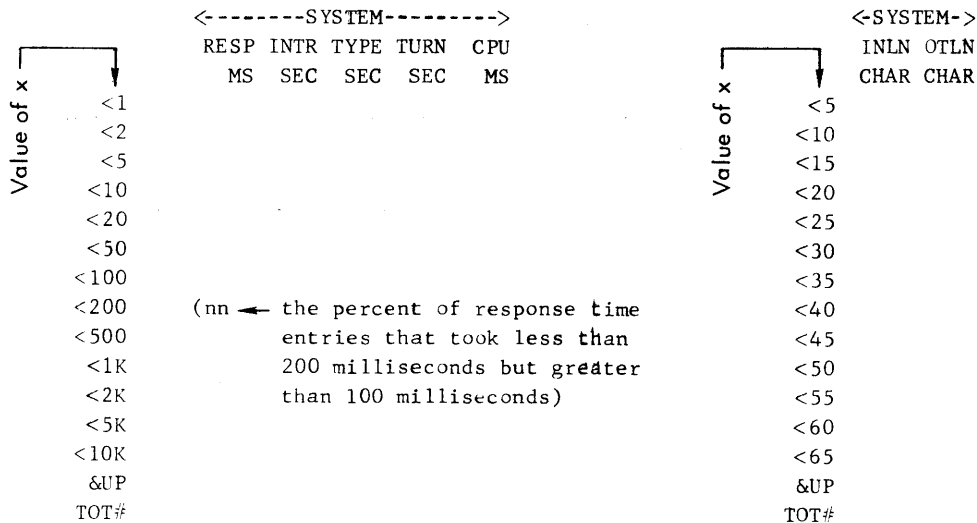 <--------SYSTEM---------> <-SYSTEM->
RESP INTR TYPE TURN CPU INLN OTLN
MS SEC SEC SEC MS CHAR CHAR
Value of x
Value of x
<1 <5
<2 <10
<5 <15
<10 <20
<20 <25
<50 <30
<100 <35
<200 (nn the percent of response time <40
<500 entries that took less than <45
<1K 200 milliseconds but greater <50
<2K than 100 milliseconds) <55
<5K <60
<10K <65
&UP &UP
TOT# TOT#